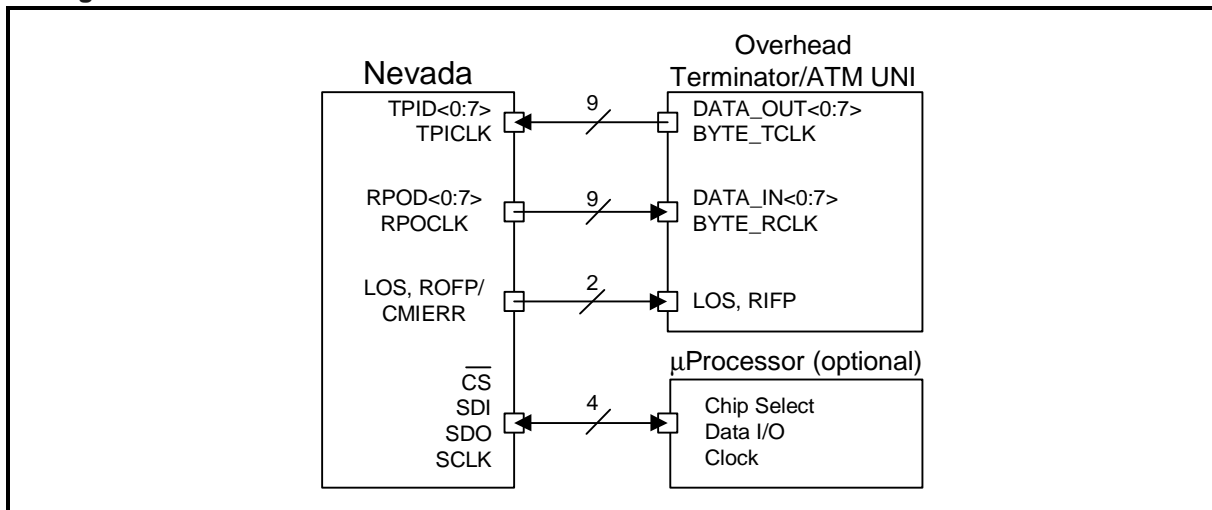 Nevada
TPID<0:7>
TPICLK
RPOD<0:7>
RPOCLK
LOS, ROFP/
CMIERR
CS
SDI
SDO
SCLK
9
9
2
4
Overhead
Terminator/ATM UNI
DATA_OUT<0:7>
BYTE_TCLK
DATA_IN<0:7>
BYTE_RCLK
LOS, RIFP
μProcessor (optional)
Chip Select
Data I/O
Clock